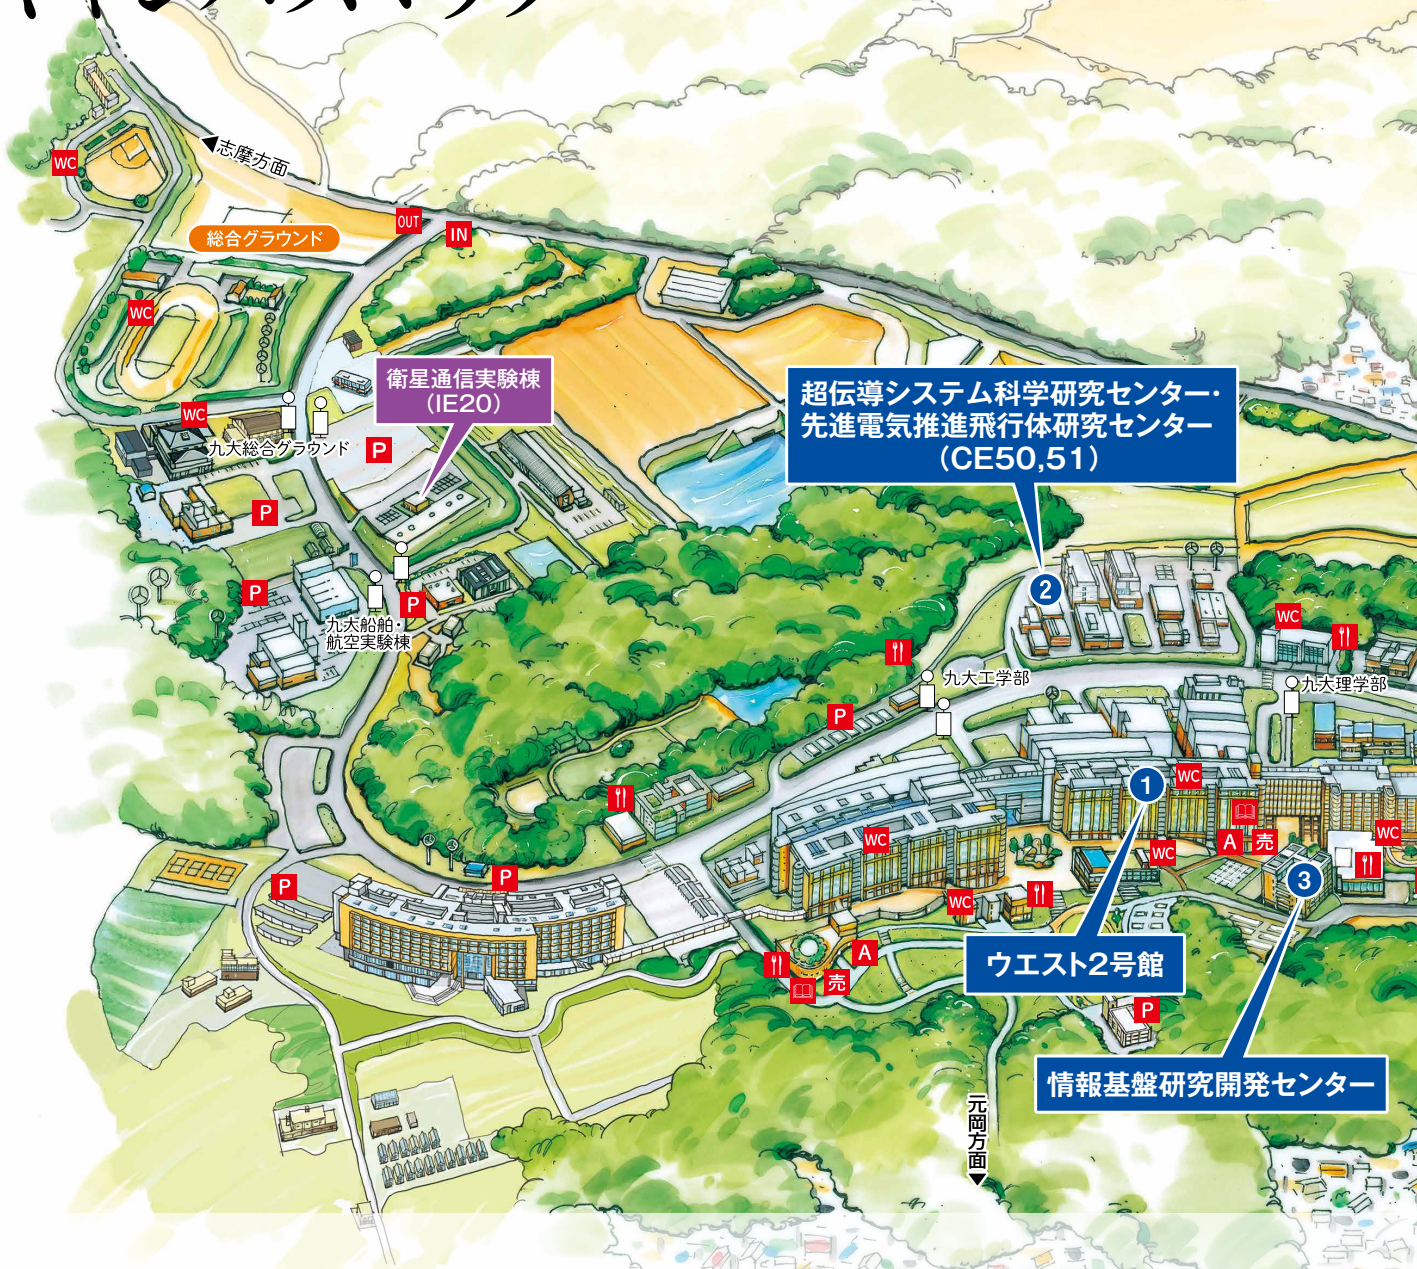 志摩方面
WC
OUT
IN
総合グラウンド
WC
衛星通信実験棟
(IE20)
超伝導システム科学研究センター・
先進電気推進飛行体研究センター
(CE50,51)
WC
九大総合グラウンド
P
P
P
P
九大船舶・
航空実験棟
2
WC
九大工学部
九大理学部
P
1
WC
WC
A
売
WC
WC
3
P
P
WC
A
売
ウエスト2号館
P
情報基盤研究開発センター
元岡方面